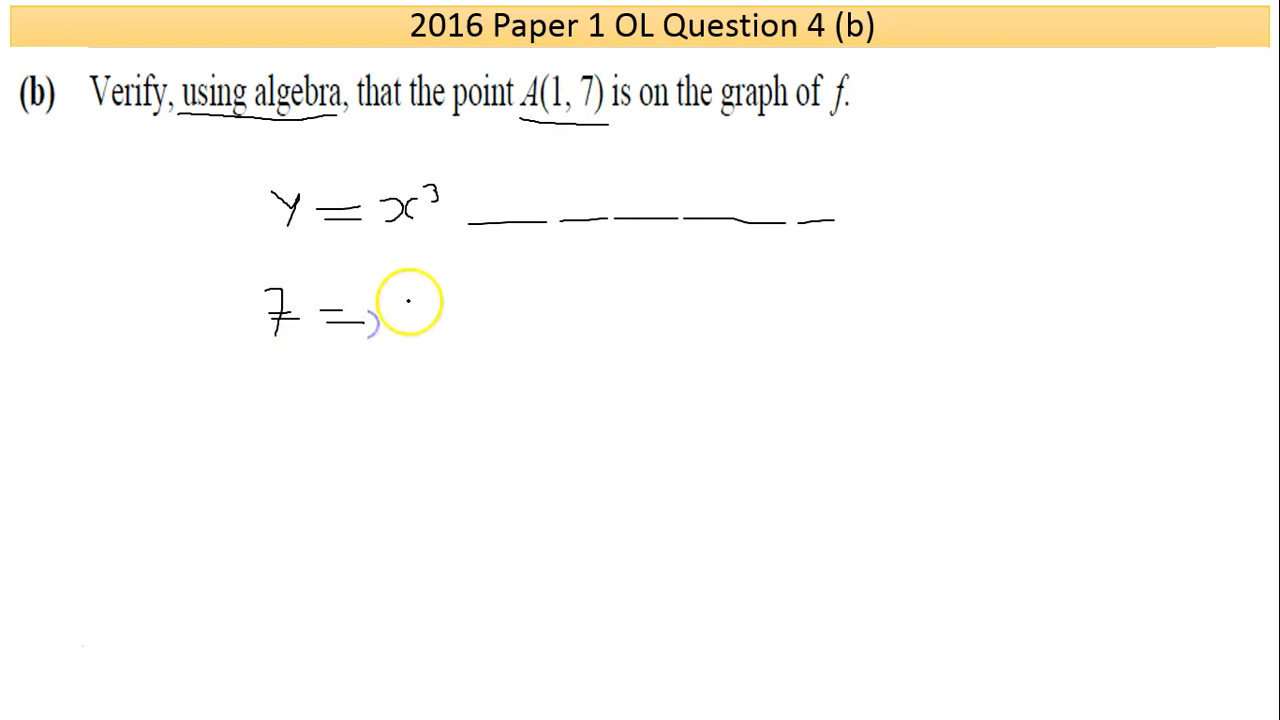 2016 Paper 1 OL Question 4 (b)
(b) Verify, using algebra, that the point A(1, 7) is on the graph of f.
y = x³ _ _ _ _ _
7 =